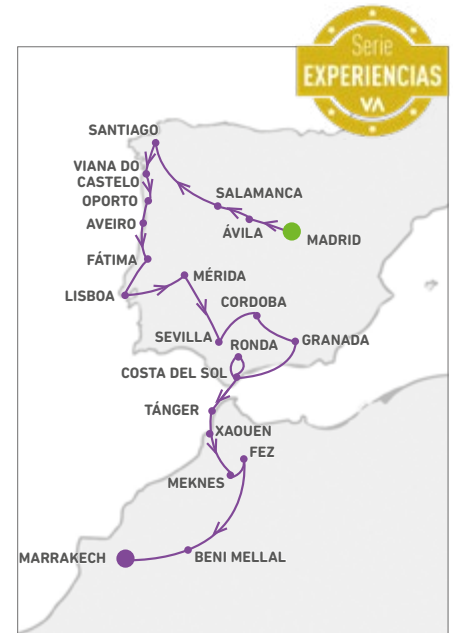 Serie
EXPERIENCIAS
VA
SANTIAGO
VIANA DO
CASTELO
OPORTO
AVEIRO
FÁTIMA
LISBOA
SALAMANCA
ÁVILA
MADRID
MÉRIDA
CORDOBA
SEVILLA
GRANADA
RONDA
COSTA DEL SOL
TÁNGER
XAOUEN
FEZ
MEKNES
BENI MELLAL
MARRAKECH